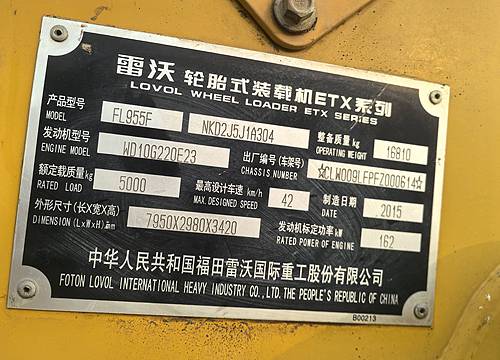 雷沃 轮胎式装载机ETX系列
LOVOL WHEEL LOADER ETX SERIES
产品型号 MODEL FL955F NKD2J5J1A304 整备质量 kg OPERATING WEIGHT 16810
发动机型号 ENGINE MODEL WD10G220E23 出厂编号(车架号) CHASSIS NUMBER ☆CLW009LFPFZ000614☆
额定载质量kg RATED LOAD 5000 最高设计车速 km/h MAX. DESIGNED SPEED 42 制造日期 DATE 2015
外形尺寸(长X宽X高) DIMENSION (LxWxH)mm 7950X2980X3420 发动机标定功率kW RATED POWER OF ENGINE 162
中华人民共和国福田雷沃国际重工股份有限公司
FOTON LOVOL INTERNATIONAL HEAVY INDUSTRY CO., LTD. THE PEOPLE'S REPUBLIC OF CHINA
B00213